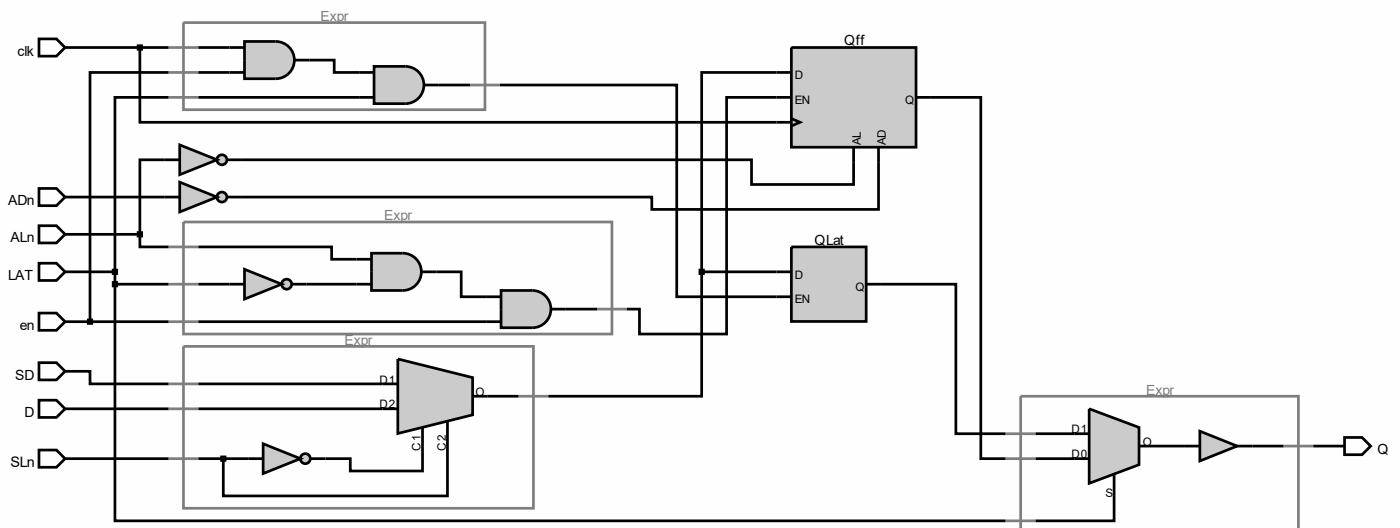 Expr
clk
Qff
D
EN
Q
AL
AD
ADn
ALn
Expr
LAT
QLat
D
EN
Q
en
Expr
SD
D1
O
D
D2
C1
C2
SLn
Expr
D1
D0
O
S
Q